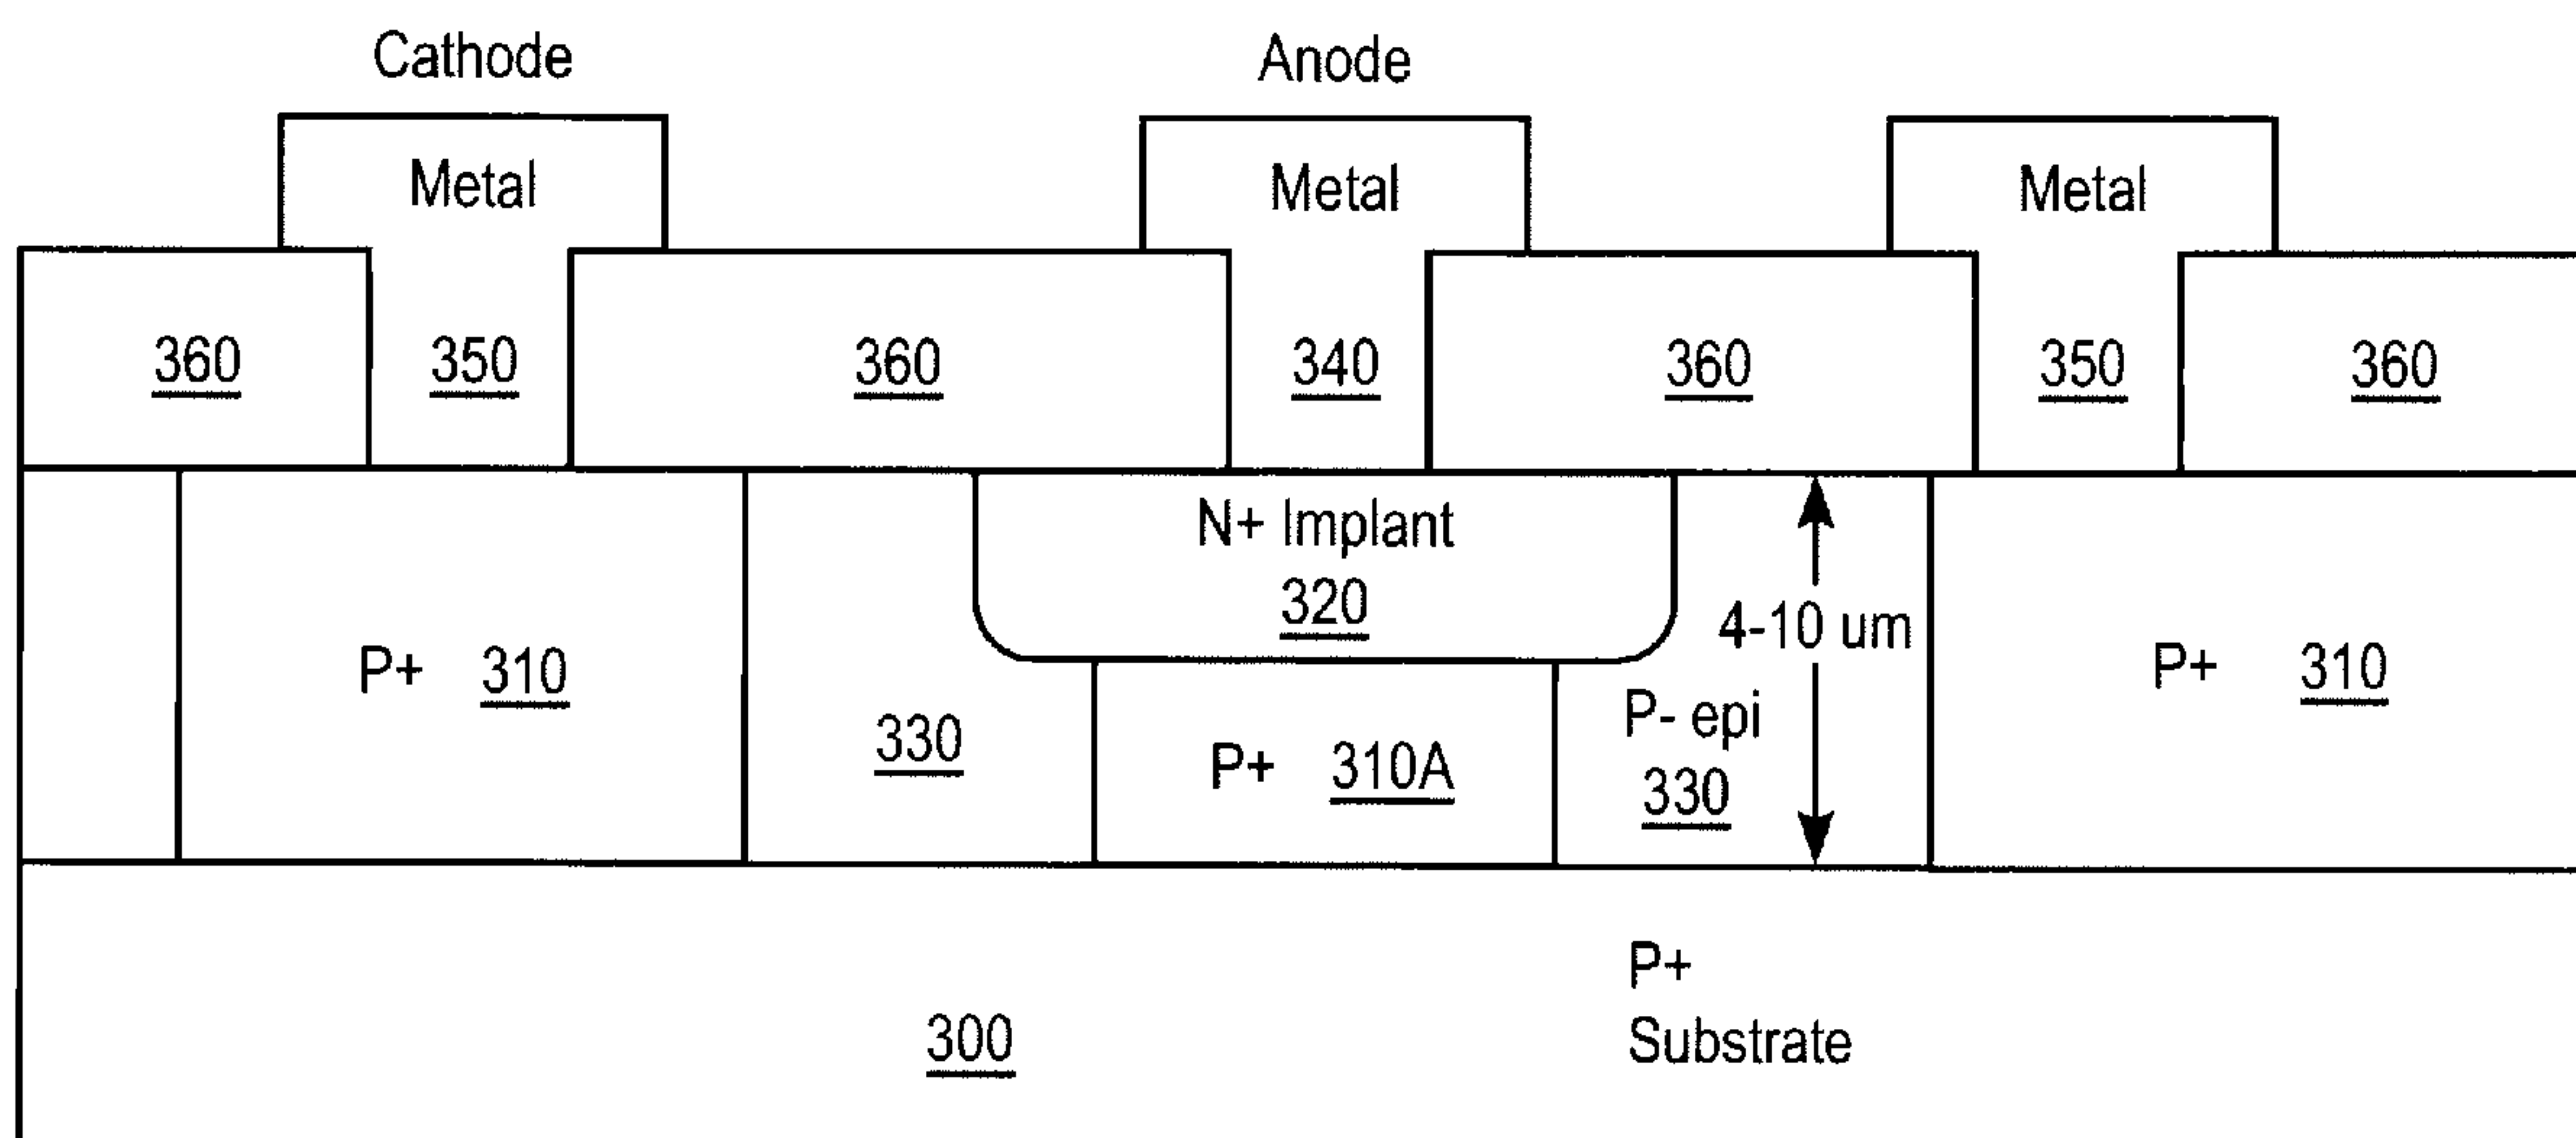 Cathode
Anode
Metal
Metal
Metal
360
350
360
340
360
350
360
N+ Implant
320
4-10 um
P+ 310
P- epi
P+ 310
330
P+ 310A
330
P+
Substrate
300